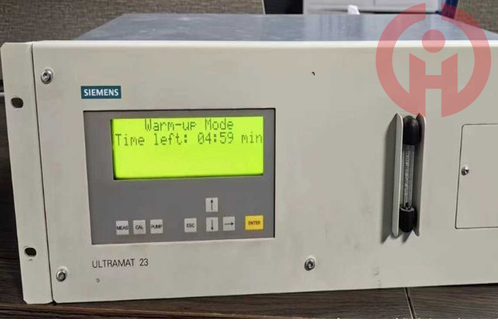 SIEMENS
Warm-up Mode
Time left: 04:59 min
MEAS CAL PUMP ESC ↑ ↓ → ENTER
ULTRAMAT 23